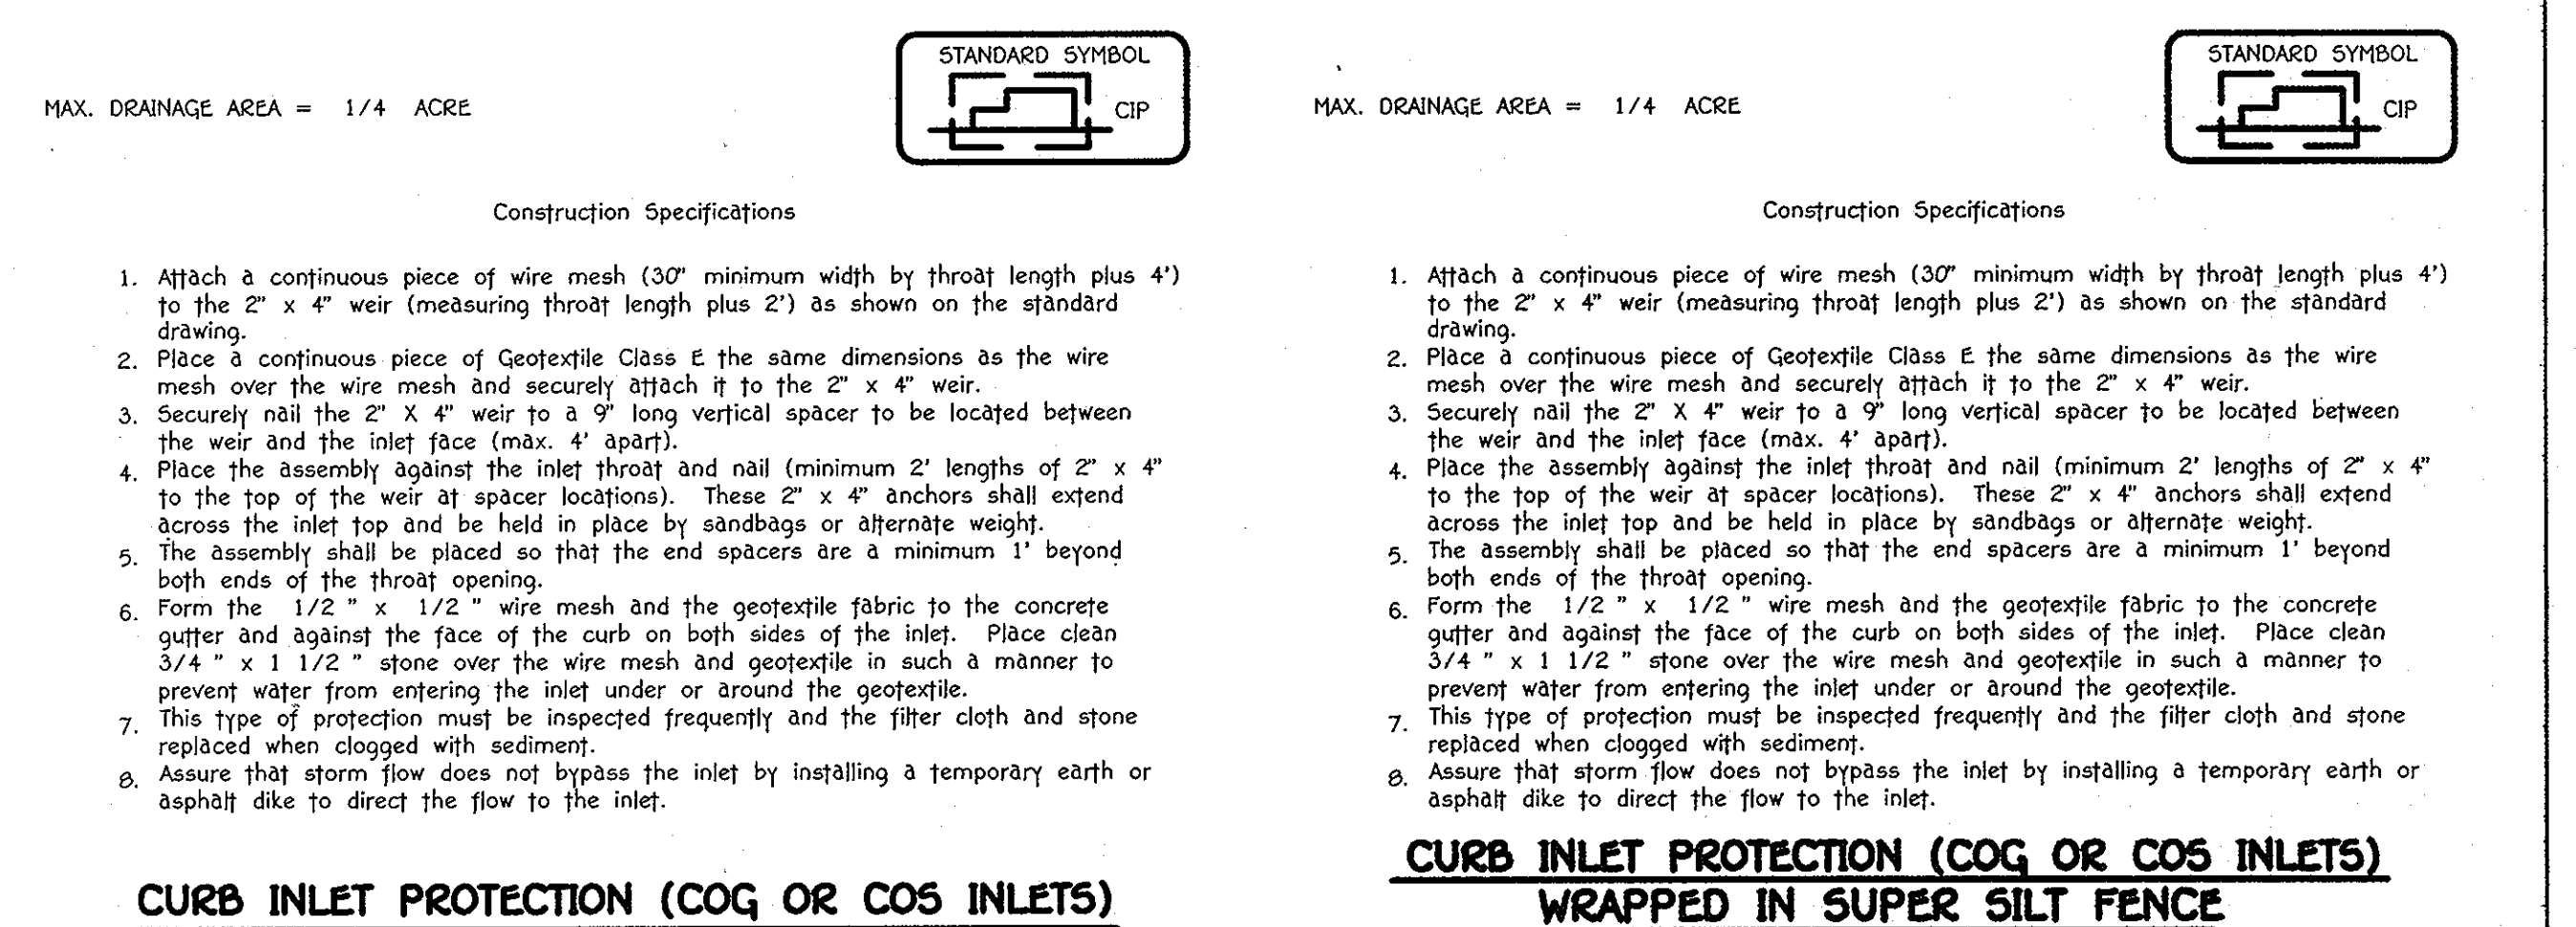 STANDARD SYMBOL
CIP
MAX. DRAINAGE AREA = 1/4 ACRE
Construction Specifications
1. Attach a continuous piece of wire mesh (30" minimum width by throat length plus 4')
to the 2" x 4" weir (measuring throat length plus 2') as shown on the standard
drawing.
2. Place a continuous piece of Geotextile Class E the same dimensions as the wire
mesh over the wire mesh and securely attach it to the 2" x 4" weir.
3. Securely nail the 2" X 4" weir to a 9" long vertical spacer to be located between
the weir and the inlet face (max. 4' apart).
4. Place the assembly against the inlet throat and nail (minimum 2' lengths of 2" x 4"
to the top of the weir at spacer locations). These 2" x 4" anchors shall extend
across the inlet top and be held in place by sandbags or alternate weight.
5. The assembly shall be placed so that the end spacers are a minimum 1' beyond
both ends of the throat opening.
6. Form the 1/2 " x 1/2 " wire mesh and the geotextile fabric to the concrete
gutter and against the face of the curb on both sides of the inlet. Place clean
3/4 " x 1 1/2 " stone over the wire mesh and geotextile in such a manner to
prevent water from entering the inlet under or around the geotextile.
7. This type of protection must be inspected frequently and the filter cloth and stone
replaced when clogged with sediment.
8. Assure that storm flow does not bypass the inlet by installing a temporary earth or
asphalt dike to direct the flow to the inlet.
CURB INLET PROTECTION (COG OR COS INLETS)
STANDARD SYMBOL
CIP
MAX. DRAINAGE AREA = 1/4 ACRE
Construction Specifications
1. Attach a continuous piece of wire mesh (30" minimum width by throat length plus 4')
to the 2" x 4" weir (measuring throat length plus 2') as shown on the standard
drawing.
2. Place a continuous piece of Geotextile Class E the same dimensions as the wire
mesh over the wire mesh and securely attach it to the 2" x 4" weir.
3. Securely nail the 2" X 4" weir to a 9" long vertical spacer to be located between
the weir and the inlet face (max. 4' apart).
4. Place the assembly against the inlet throat and nail (minimum 2' lengths of 2" x 4"
to the top of the weir at spacer locations). These 2" x 4" anchors shall extend
across the inlet top and be held in place by sandbags or alternate weight.
5. The assembly shall be placed so that the end spacers are a minimum 1' beyond
both ends of the throat opening.
6. Form the 1/2 " x 1/2 " wire mesh and the geotextile fabric to the concrete
gutter and against the face of the curb on both sides of the inlet. Place clean
3/4 " x 1 1/2 " stone over the wire mesh and geotextile in such a manner to
prevent water from entering the inlet under or around the geotextile.
7. This type of protection must be inspected frequently and the filter cloth and stone
replaced when clogged with sediment.
8. Assure that storm flow does not bypass the inlet by installing a temporary earth or
asphalt dike to direct the flow to the inlet.
CURB INLET PROTECTION (COG OR COS INLETS)
WRAPPED IN SUPER SILT FENCE